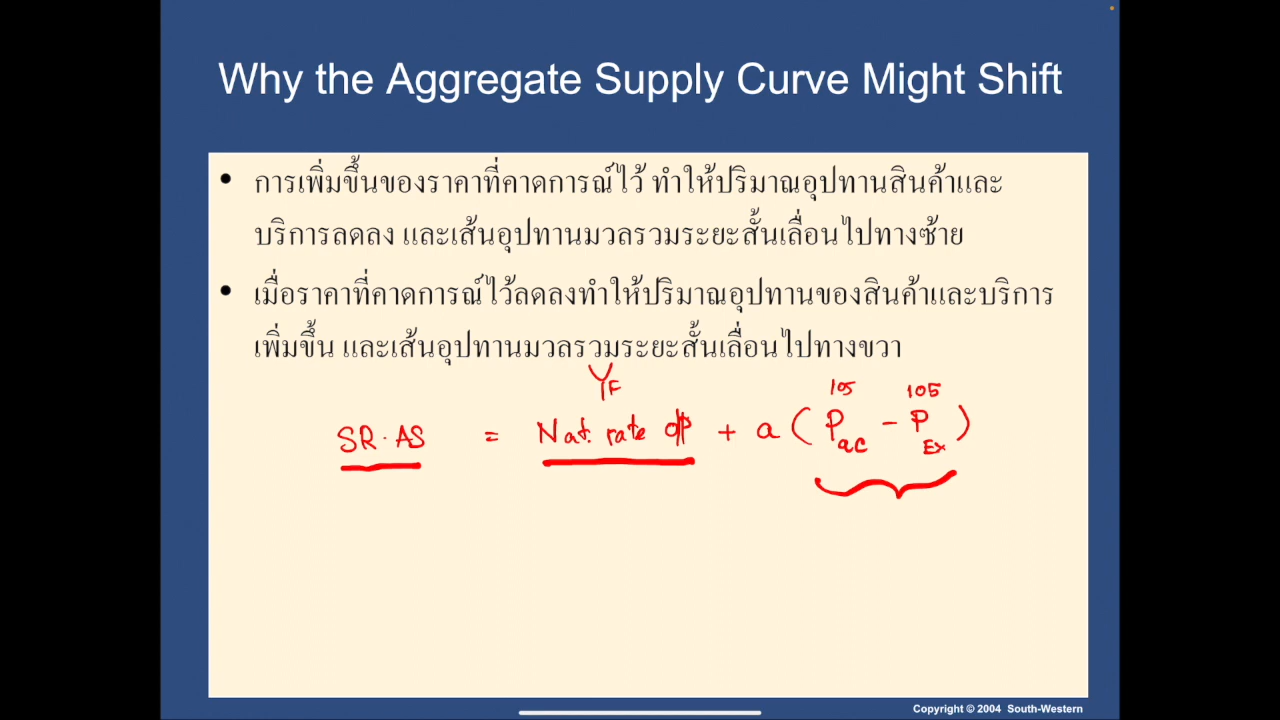 Why the Aggregate Supply Curve Might Shift
• การเพิ่มขึ้นของราคาที่คาดการณ์ไว้ ทำให้ปริมาณอุปทานสินค้าและ
บริการลดลง และเส้นอุปทานมวลรวมระยะสั้นเลื่อนไปทางซ้าย
• เมื่อราคาที่คาดการณ์ไว้ลดลงทำให้ปริมาณอุปทานของสินค้าและบริการ
เพิ่มขึ้น และเส้นอุปทานมวลรวมระยะสั้นเลื่อนไปทางขวา
YF 105 105
SR. AS = Nat. rate o/p + a (Pac - PEx)
Copyright © 2004 South-Western